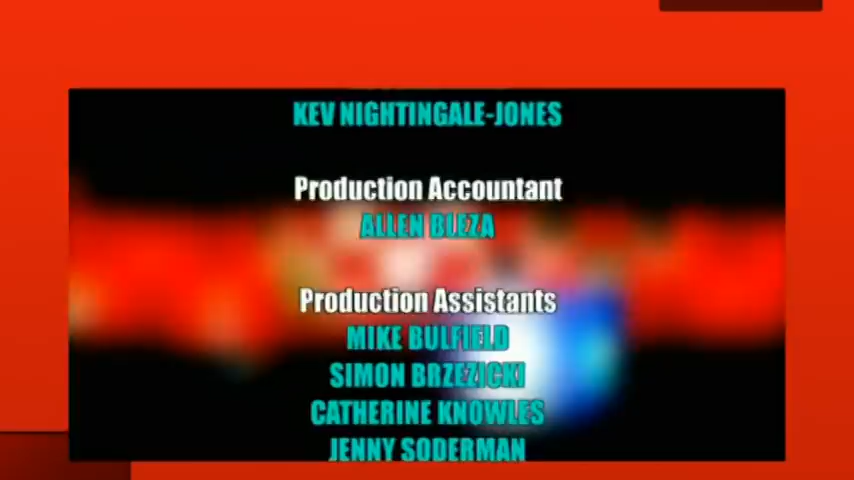 KEV NIGHTINGALE-JONES
Production Accountant
ALLEN BLEZA
Production Assistants
MIKE BULFIELD
SIMON BRZEZICKI
CATHERINE KNOWLES
JENNY SODERMAN